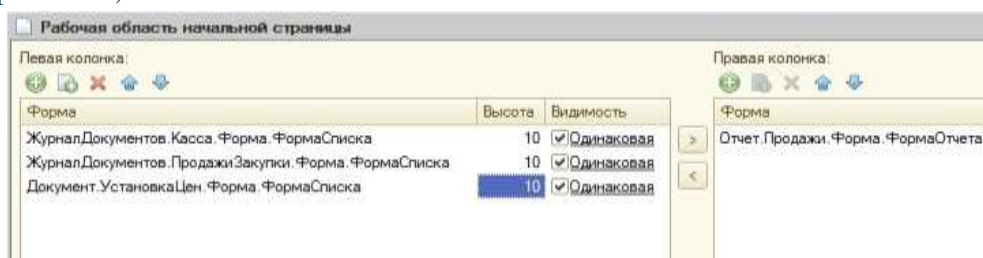 Рабочая область начальной страницы
Левая колонка:
Правая колонка:
Форма Высота Видимость
Форма
ЖурналДокументов.Касса.Форма.ФормаСписка 10 Одинаковая
Отчет.Продажи.Форма.ФормаОтчета
ЖурналДокументов.ПродажиЗакупки.Форма.ФормаСписка 10 Одинаковая
Документ.УстановкаЦен.Форма.ФормаСписка 10 Одинаковая